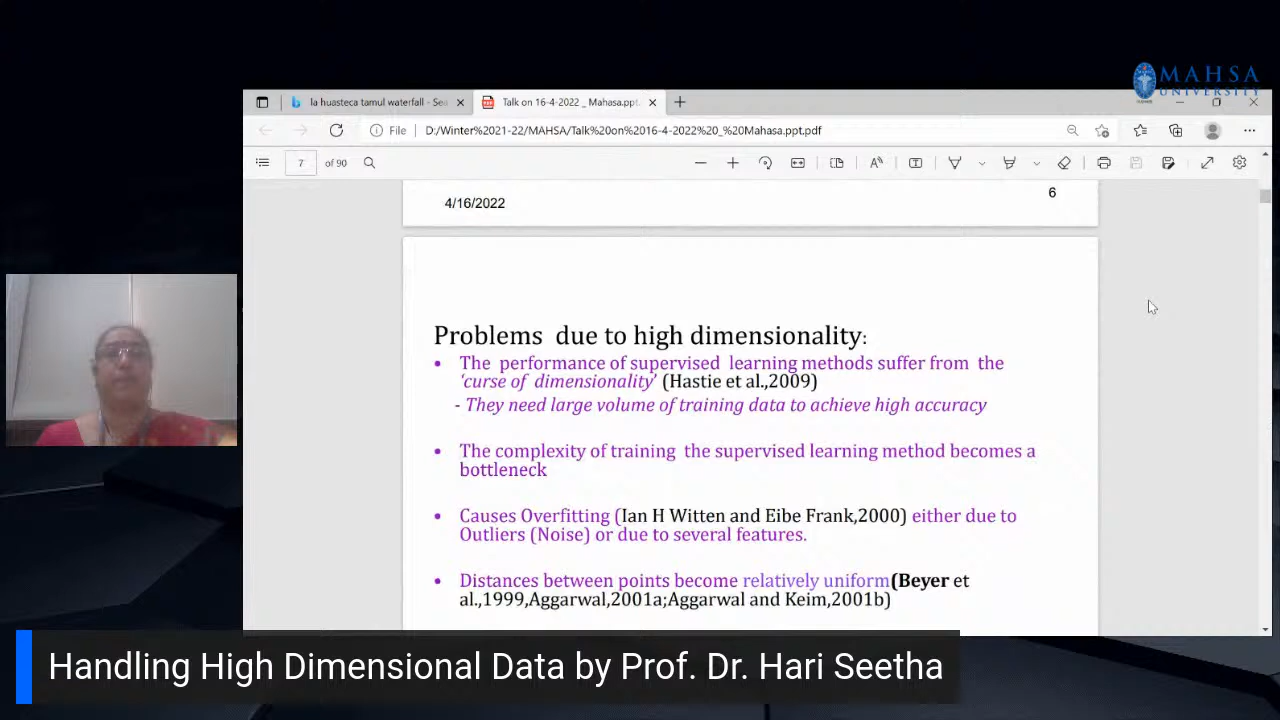 MAHSA
UNIVERSITY
la huasteca tamul waterfall - Sea
Talk on 16-4-2022 _ Mahasa.ppt.
File
D:/Winter%2021-22/MAHSA/Talk%20on%2016-4-2022%20_%20Mahasa.ppt.pdf
7 of 90
4/16/2022
6
Problems due to high dimensionality:
• The performance of supervised learning methods suffer from the
'curse of dimensionality' (Hastie et al.,2009)
- They need large volume of training data to achieve high accuracy
• The complexity of training the supervised learning method becomes a
bottleneck
• Causes Overfitting (Ian H Witten and Eibe Frank,2000) either due to
Outliers (Noise) or due to several features.
• Distances between points become relatively uniform(Beyer et
al.,1999,Aggarwal,2001a;Aggarwal and Keim,2001b)
Handling High Dimensional Data by Prof. Dr. Hari Seetha